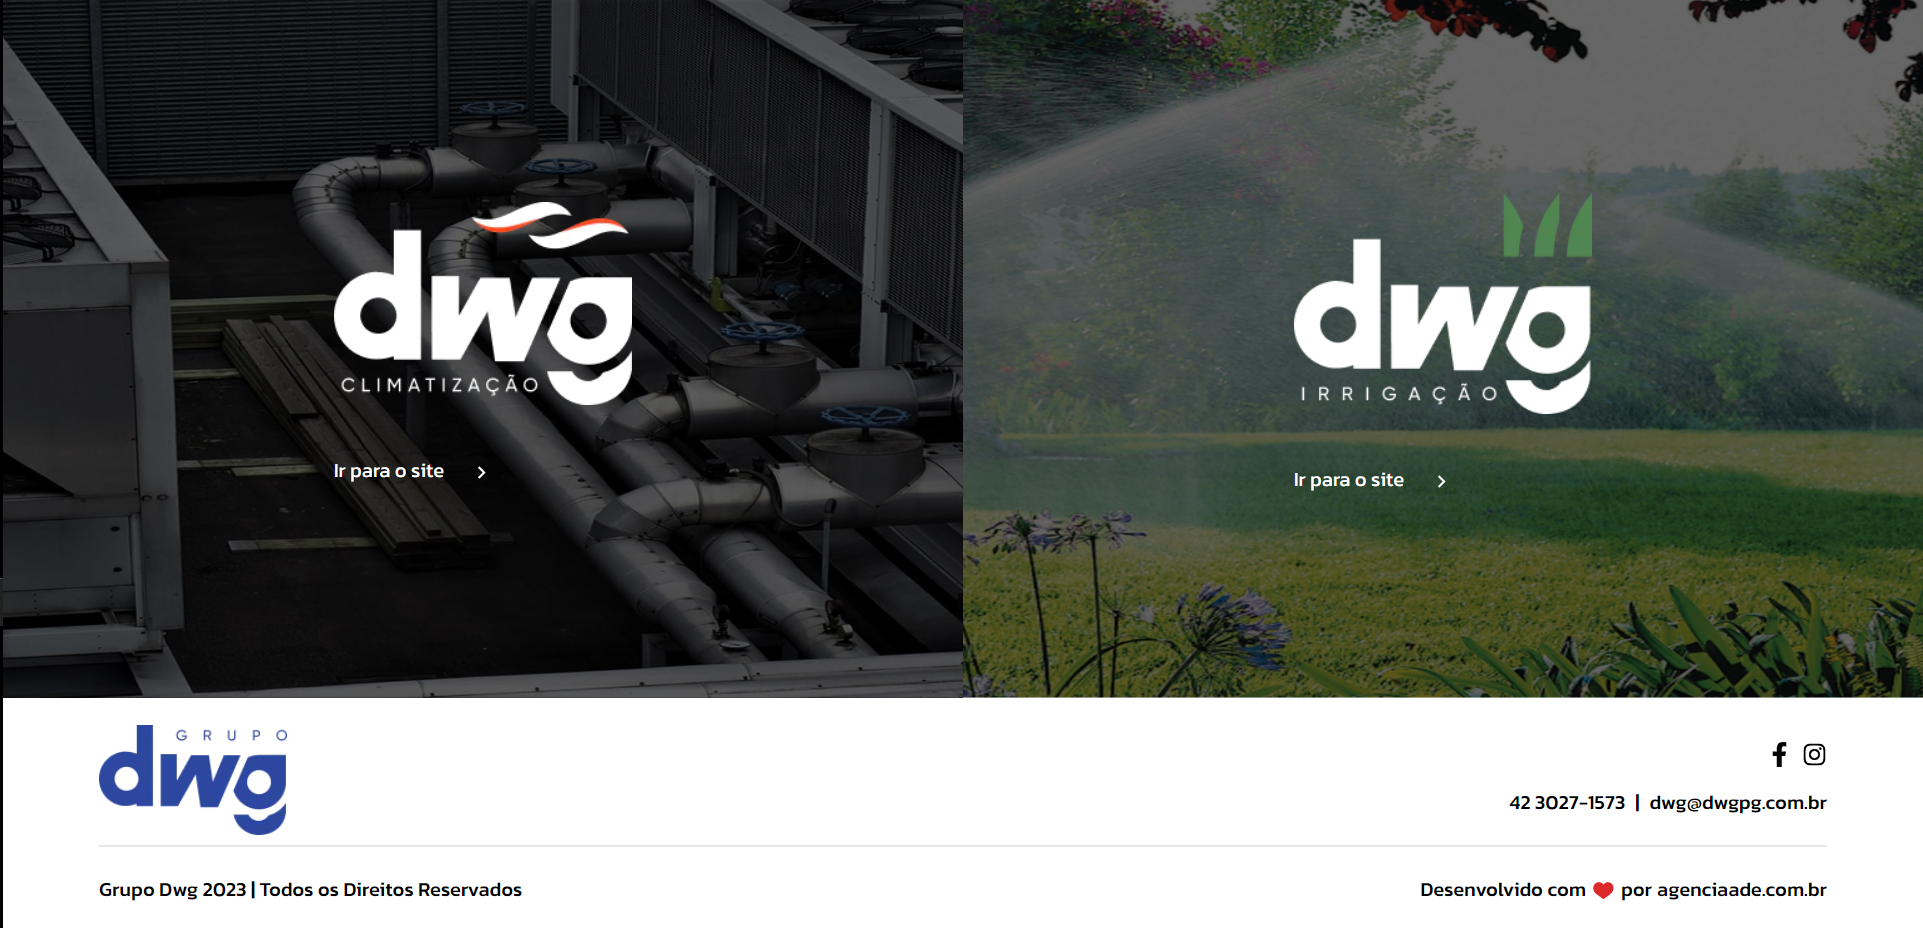 dwg
CLIMATIZAÇÃO
Ir para o site
dwg
IRRIGAÇÃO
Ir para o site
GRUPO
dwg
42 3027-1573 | dwg@dwgpg.com.br
Grupo Dwg 2023 | Todos os Direitos Reservados
Desenvolvido com ❤ por agenciaade.com.br